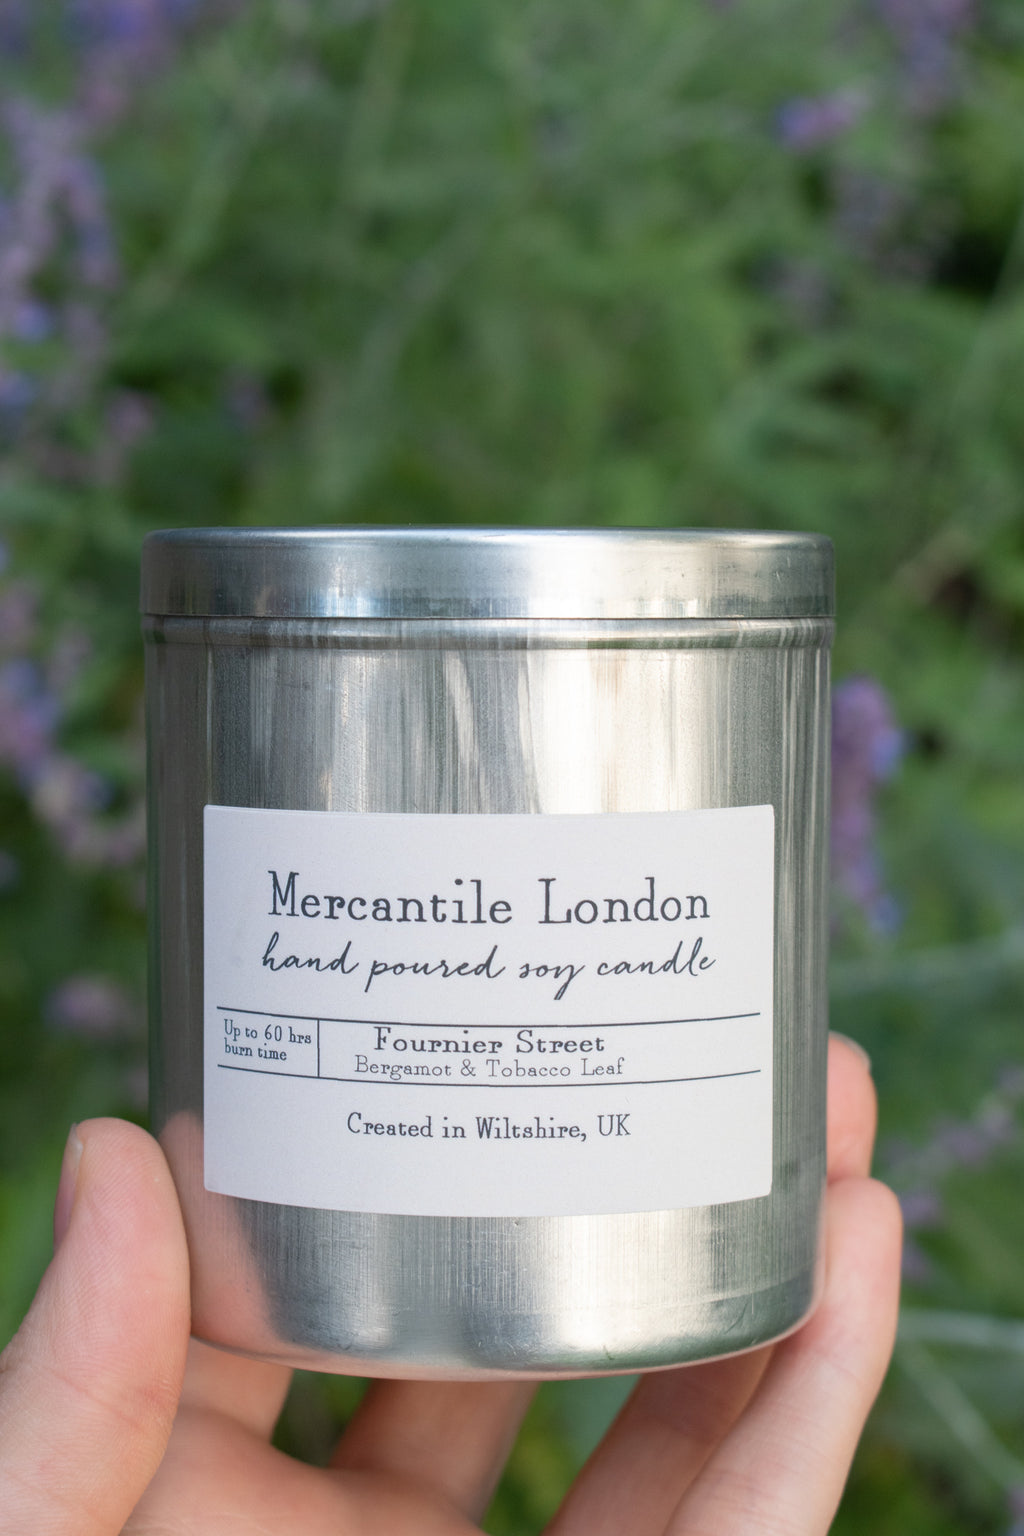 Mercantile London
hand poured soy candle
Up to 60 hrs
burn time
Fournier Street
Bergamot & Tobacco Leaf
Created in Wiltshire, UK